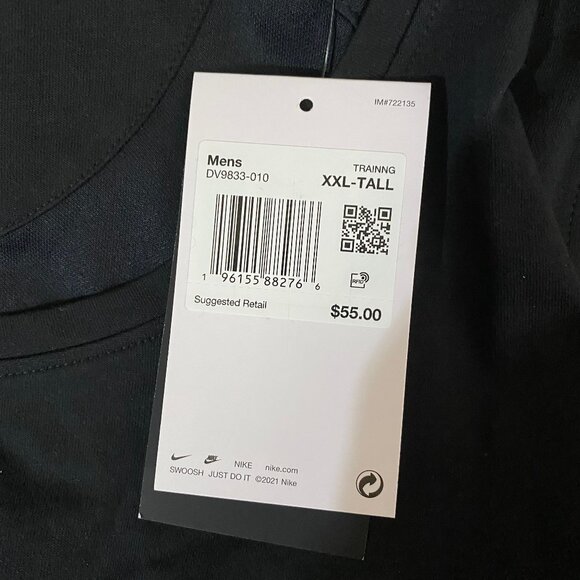 IM#722135
Mens TRAINNG
DV9833-010 XXL-TALL
RFID
1 96155 88276 6
Suggested Retail $55.00
NIKE nike.com
SWOOSH JUST DO IT ©2021 Nike